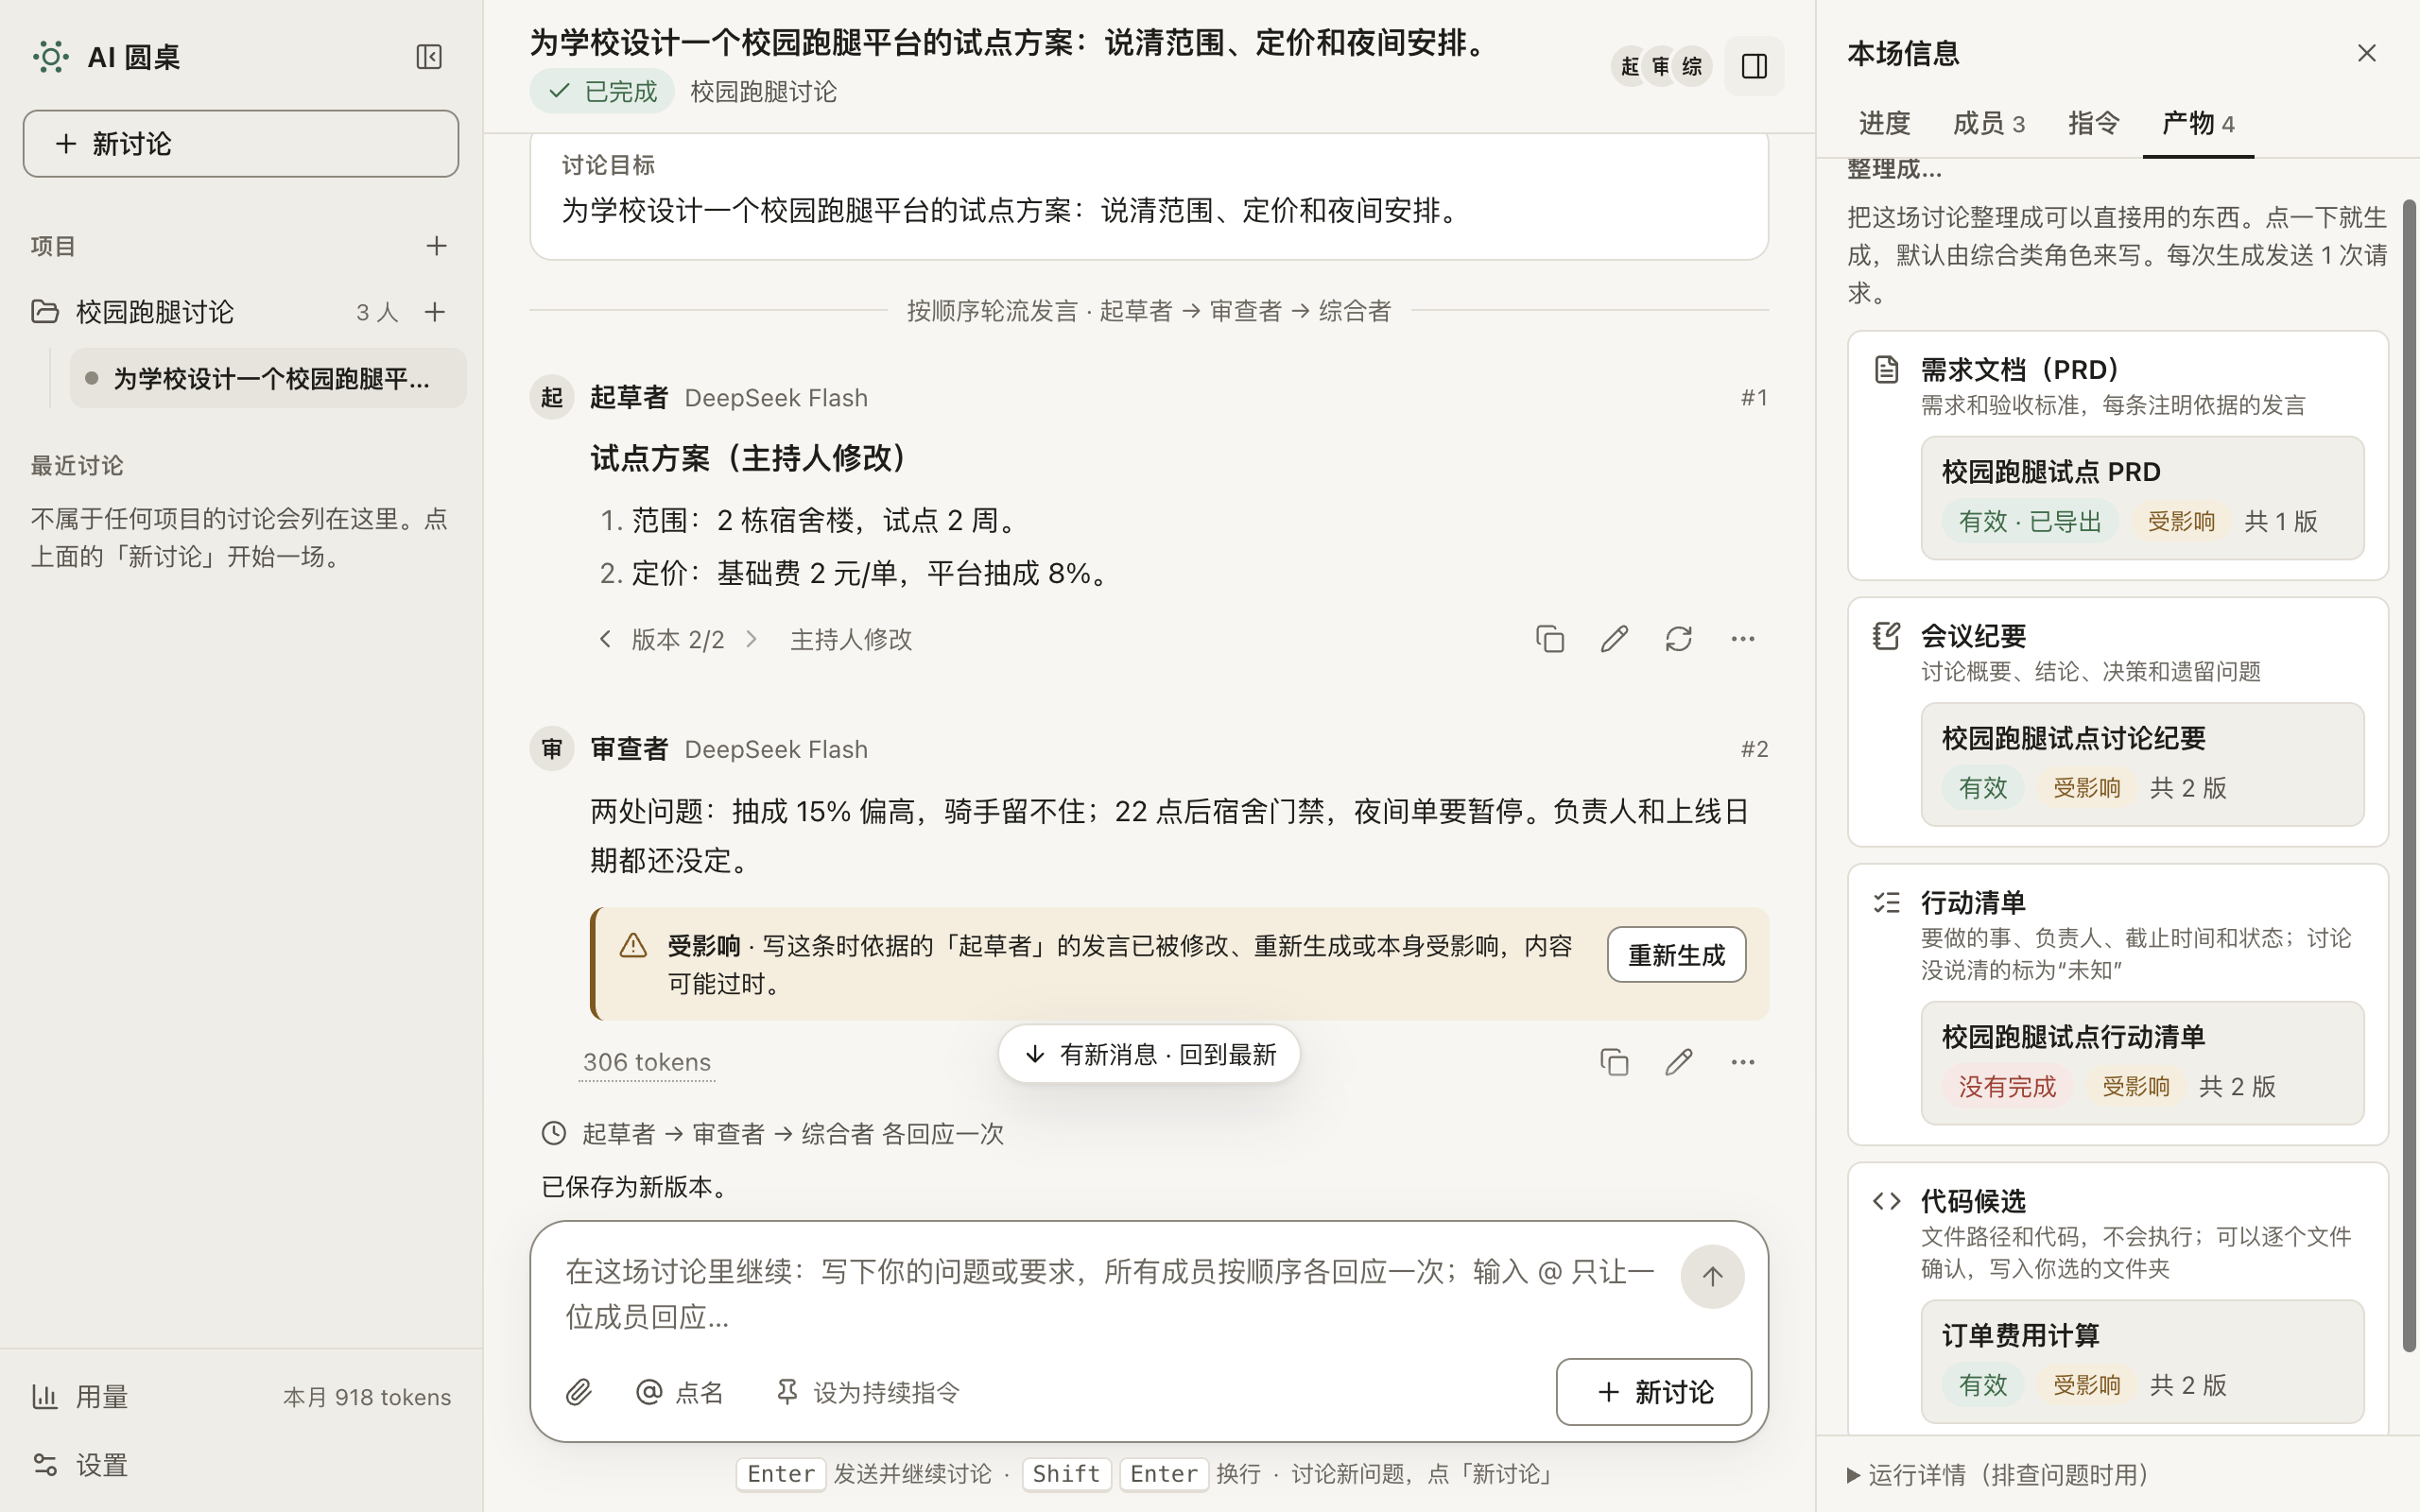 AI 圆桌
+ 新讨论
项目
校园跑腿讨论 3 人
为学校设计一个校园跑腿平...
最近讨论
不属于任何项目的讨论会列在这里。点
上面的「新讨论」开始一场。
用量 本月 918 tokens
设置
为学校设计一个校园跑腿平台的试点方案：说清范围、定价和夜间安排。
已完成 校园跑腿讨论
起 审 综
讨论目标
为学校设计一个校园跑腿平台的试点方案：说清范围、定价和夜间安排。
按顺序轮流发言 · 起草者 → 审查者 → 综合者
起 起草者 DeepSeek Flash #1
试点方案（主持人修改）
1. 范围：2 栋宿舍楼，试点 2 周。
2. 定价：基础费 2 元/单，平台抽成 8%。
版本 2/2 主持人修改
审 审查者 DeepSeek Flash #2
两处问题：抽成 15% 偏高，骑手留不住；22 点后宿舍门禁，夜间单要暂停。负责人和上线日
期都还没定。
受影响 · 写这条时依据的「起草者」的发言已被修改、重新生成或本身受影响，内容
可能过时。
重新生成
306 tokens
↓ 有新消息 · 回到最新
起草者 → 审查者 → 综合者 各回应一次
已保存为新版本。
在这场讨论里继续：写下你的问题或要求，所有成员按顺序各回应一次；输入 @ 只让一
位成员回应...
@ 点名 设为持续指令 + 新讨论
Enter 发送并继续讨论 · Shift Enter 换行 · 讨论新问题，点「新讨论」
本场信息
进度 成员 3 指令 产物 4
整理成...
把这场讨论整理成可以直接用的东西。点一下就生
成，默认由综合类角色来写。每次生成发送 1 次请
求。
需求文档（PRD）
需求和验收标准，每条注明依据的发言
校园跑腿试点 PRD
有效 · 已导出 受影响 共 1 版
会议纪要
讨论概要、结论、决策和遗留问题
校园跑腿试点讨论纪要
有效 受影响 共 2 版
行动清单
要做的事、负责人、截止时间和状态；讨论
没说清的标为“未知”
校园跑腿试点行动清单
没有完成 受影响 共 2 版
代码候选
文件路径和代码，不会执行；可以逐个文件
确认，写入你选的文件夹
订单费用计算
有效 受影响 共 2 版
▶ 运行详情（排查问题时用）